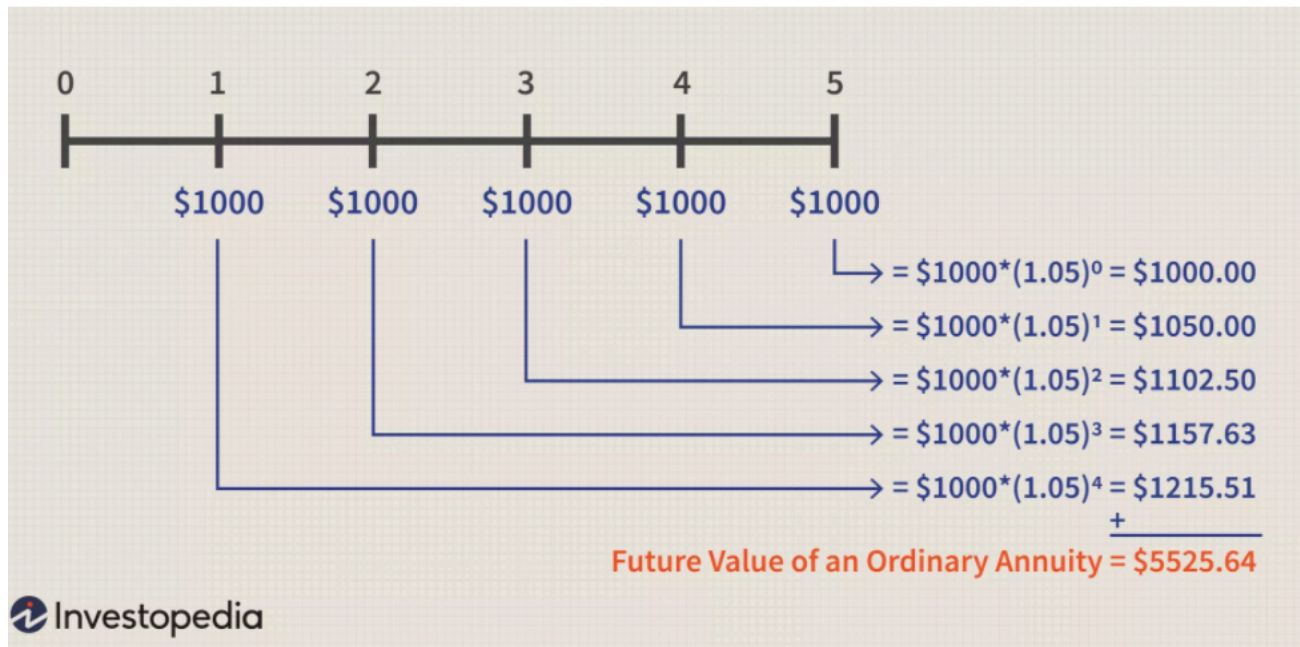 0 1 2 3 4 5
$1000 $1000 $1000 $1000 $1000
= $1000*(1.05)⁰ = $1000.00
= $1000*(1.05)¹ = $1050.00
= $1000*(1.05)² = $1102.50
= $1000*(1.05)³ = $1157.63
= $1000*(1.05)⁴ = $1215.51
+
Future Value of an Ordinary Annuity = $5525.64
Investopedia